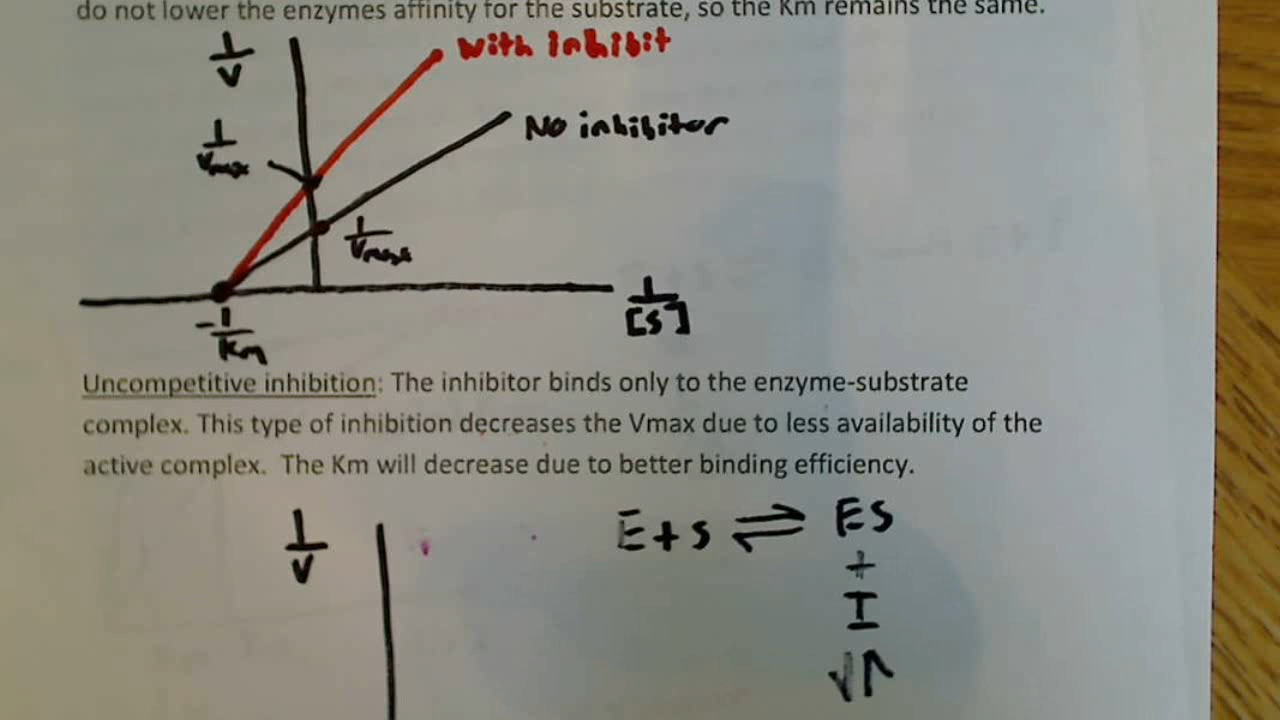 do not lower the enzymes affinity for the substrate, so the Km remains the same.
1/v
with inhibit
1/vmax
No inhibitor
1/vmax
1/[s]
-1/Km
Uncompetitive inhibition: The inhibitor binds only to the enzyme-substrate
complex. This type of inhibition decreases the Vmax due to less availability of the
active complex. The Km will decrease due to better binding efficiency.
1/v
E+s ⇌ ES
+
I